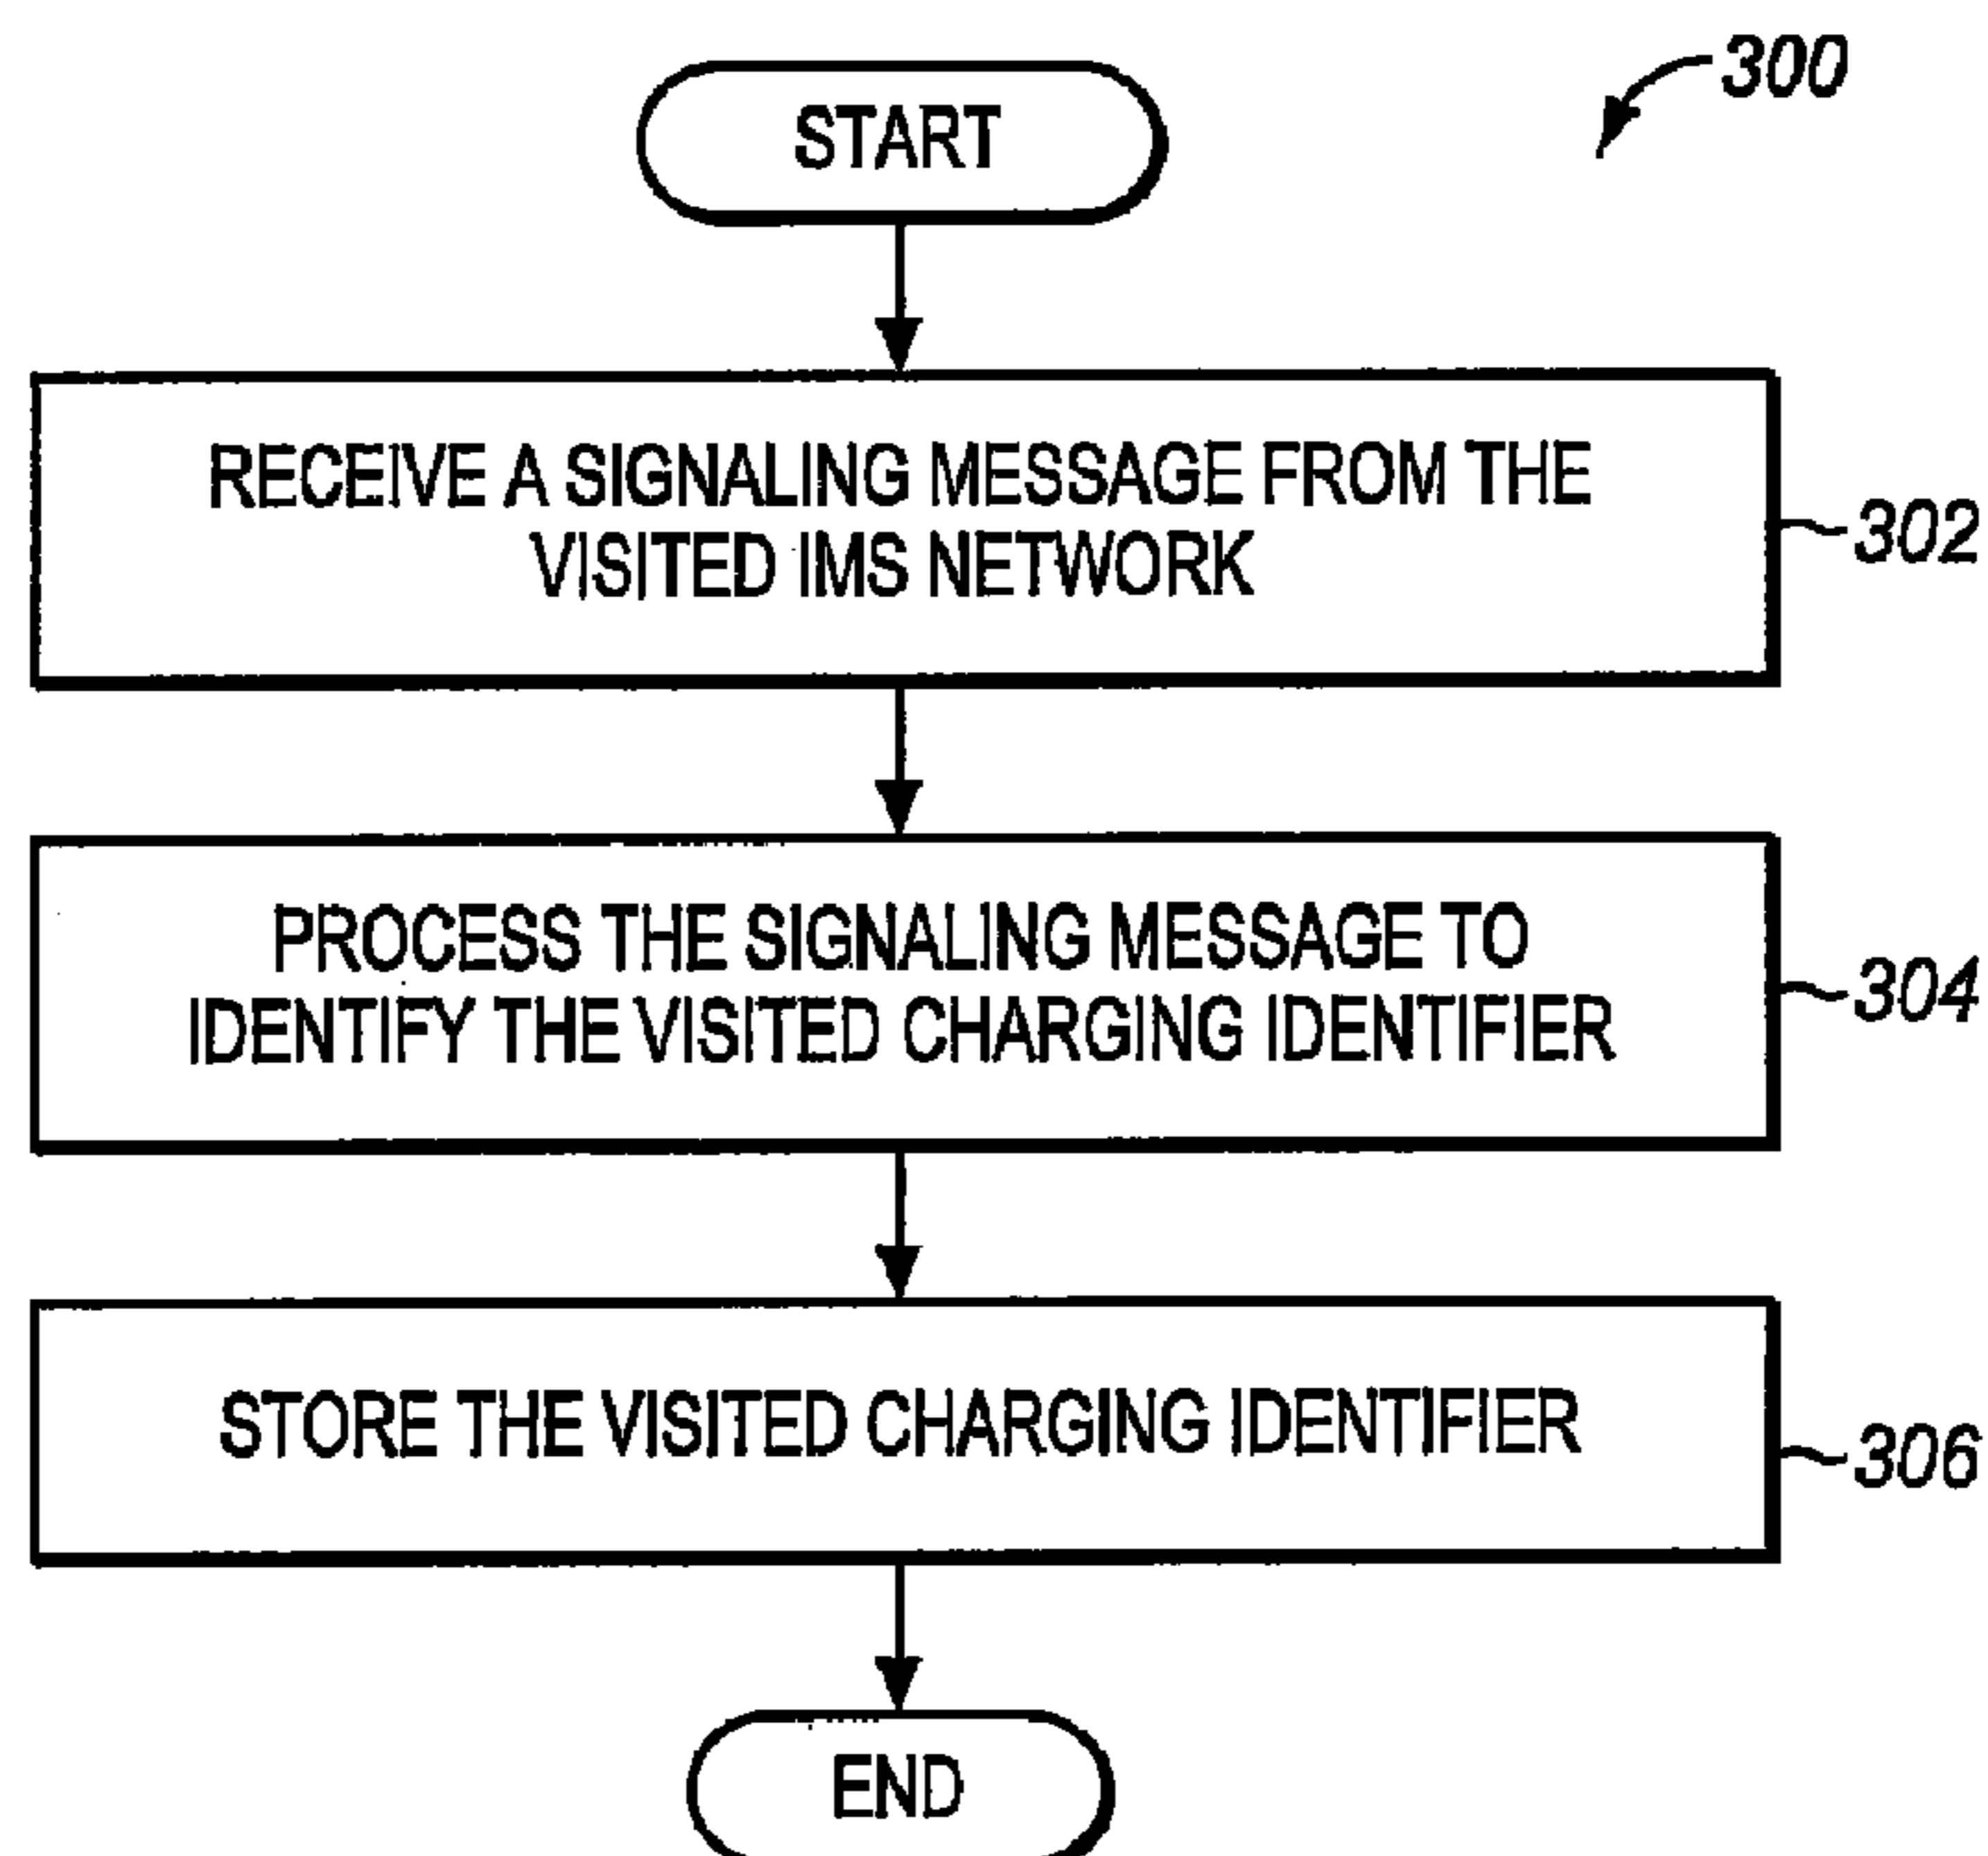 300
START
RECEIVE A SIGNALING MESSAGE FROM THE
VISITED IMS NETWORK
302
PROCESS THE SIGNALING MESSAGE TO
IDENTIFY THE VISITED CHARGING IDENTIFIER
304
STORE THE VISITED CHARGING IDENTIFIER
306
END